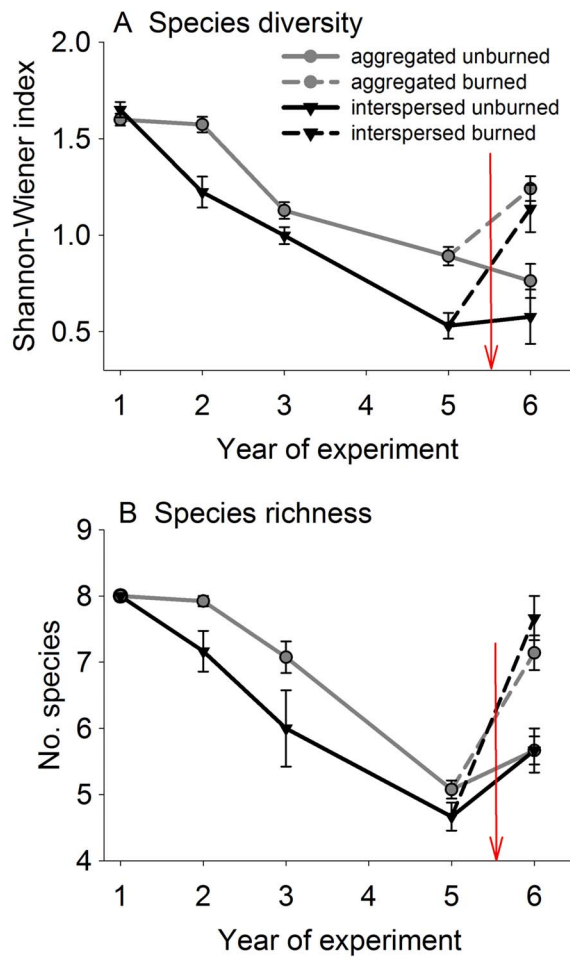 A Species diversity
2.0
1.5
1.0
0.5
Shannon-Wiener index
aggregated unburned
aggregated burned
interspersed unburned
interspersed burned
1 2 3 4 5 6
Year of experiment
B Species richness
9
8
7
6
5
4
No. species
1 2 3 4 5 6
Year of experiment